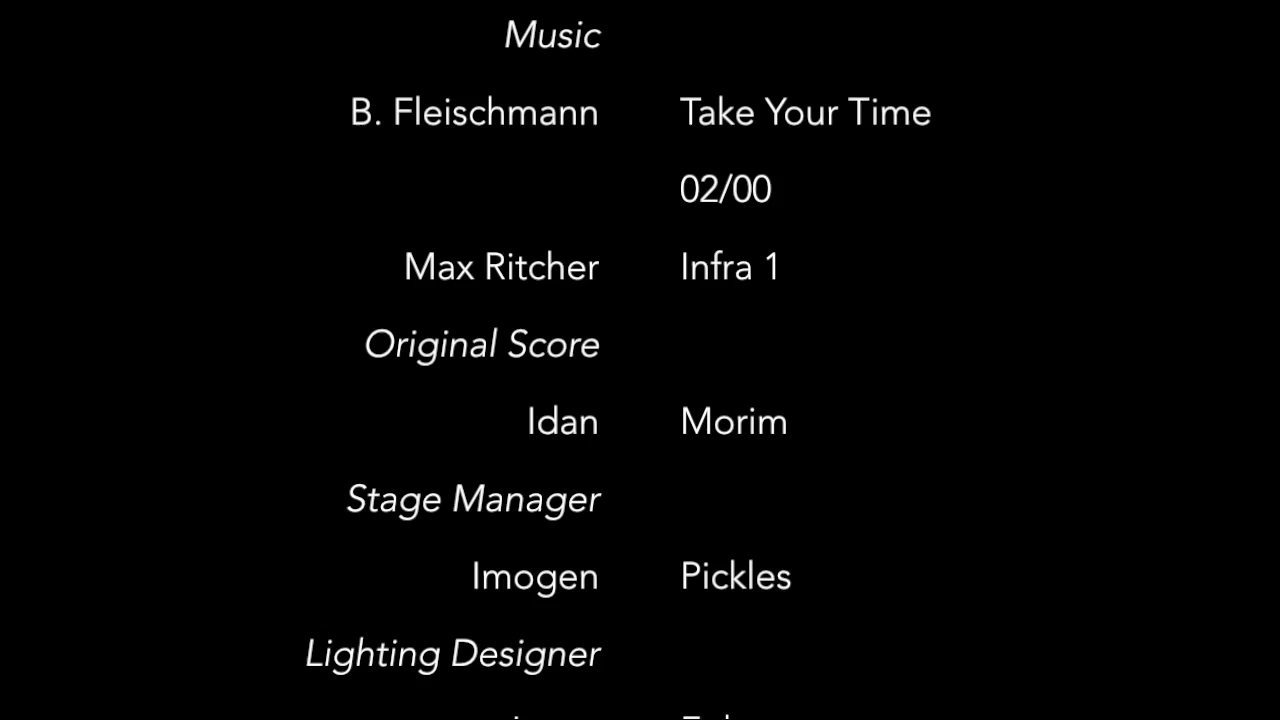 Music
B. Fleischmann Take Your Time
02/00
Max Ritcher Infra 1
Original Score
Idan Morim
Stage Manager
Imogen Pickles
Lighting Designer